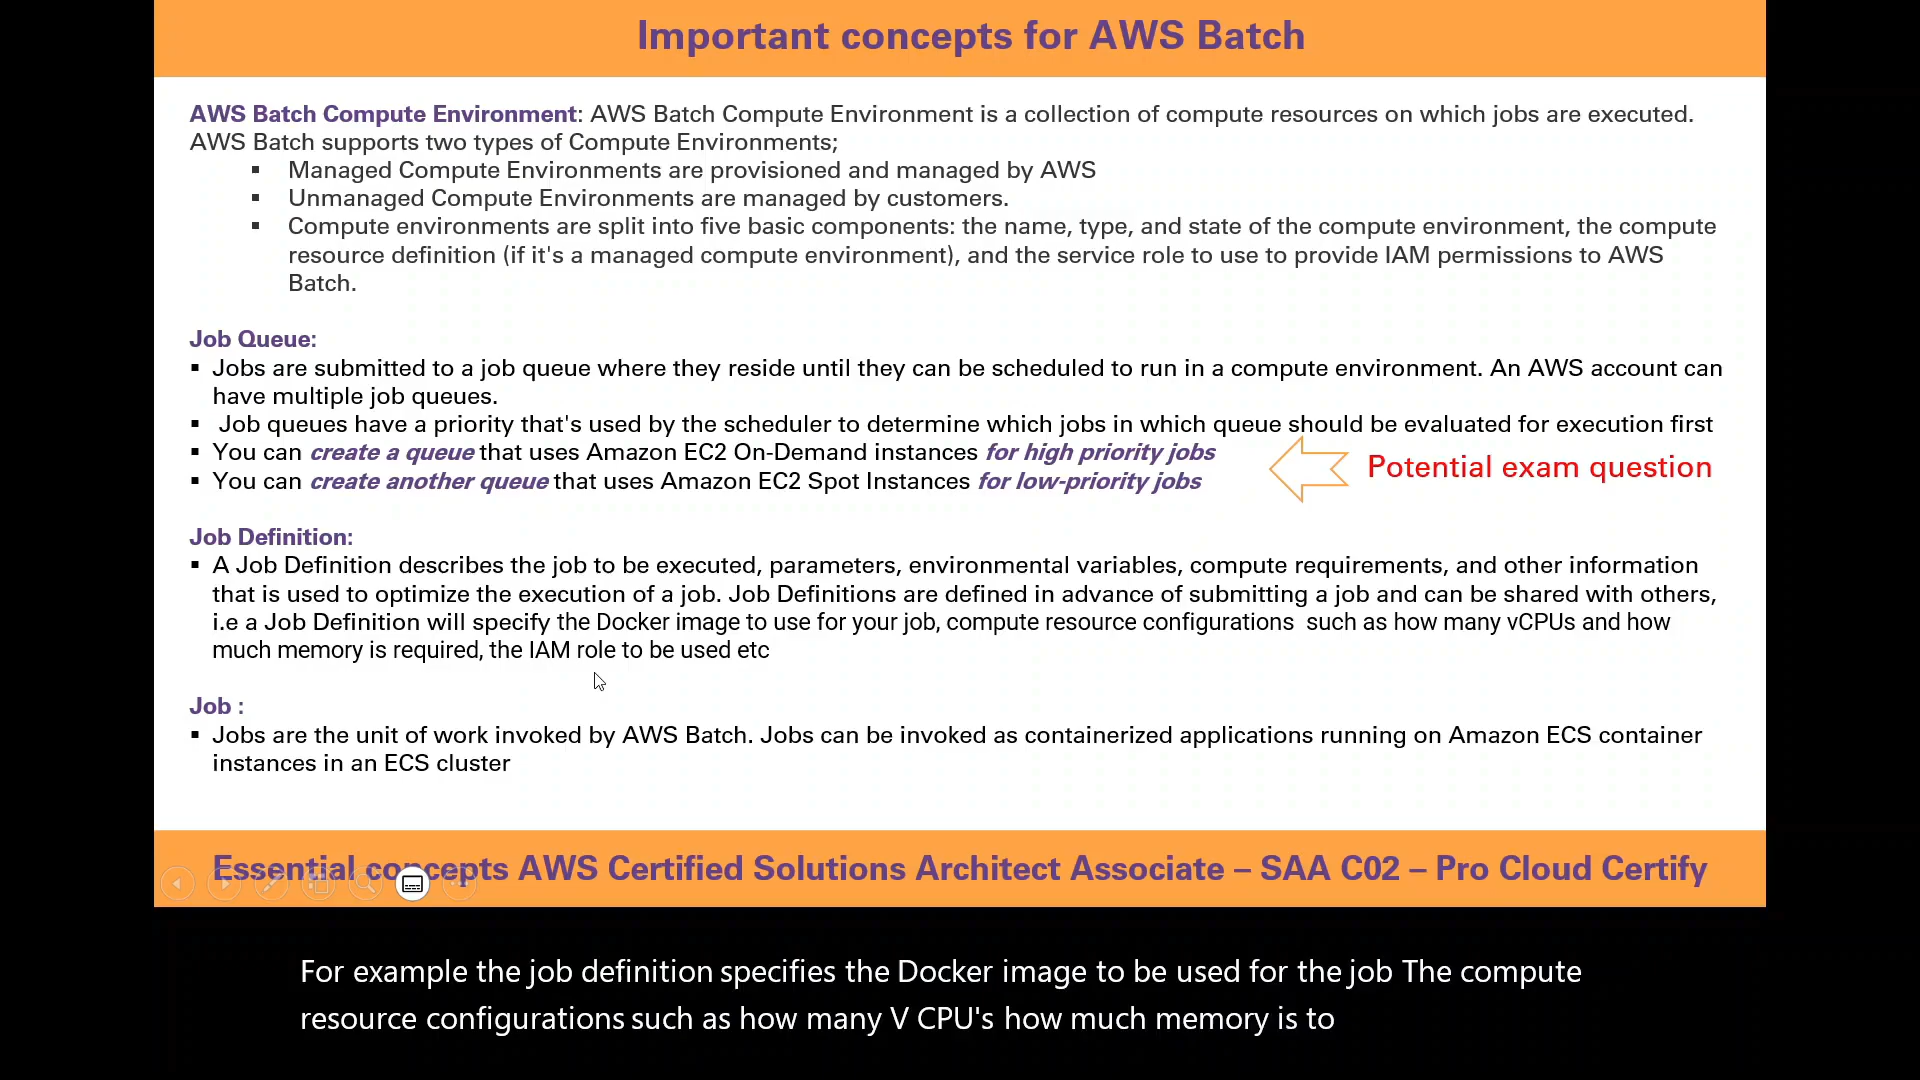 Important concepts for AWS Batch
AWS Batch Compute Environment: AWS Batch Compute Environment is a collection of compute resources on which jobs are executed.
AWS Batch supports two types of Compute Environments;
▪ Managed Compute Environments are provisioned and managed by AWS
▪ Unmanaged Compute Environments are managed by customers.
▪ Compute environments are split into five basic components: the name, type, and state of the compute environment, the compute
resource definition (if it's a managed compute environment), and the service role to use to provide IAM permissions to AWS
Batch.
Job Queue:
▪ Jobs are submitted to a job queue where they reside until they can be scheduled to run in a compute environment. An AWS account can
have multiple job queues.
▪ Job queues have a priority that's used by the scheduler to determine which jobs in which queue should be evaluated for execution first
▪ You can create a queue that uses Amazon EC2 On-Demand instances for high priority jobs
▪ You can create another queue that uses Amazon EC2 Spot Instances for low-priority jobs
Potential exam question
Job Definition:
▪ A Job Definition describes the job to be executed, parameters, environmental variables, compute requirements, and other information
that is used to optimize the execution of a job. Job Definitions are defined in advance of submitting a job and can be shared with others,
i.e a Job Definition will specify the Docker image to use for your job, compute resource configurations such as how many vCPUs and how
much memory is required, the IAM role to be used etc
Job :
▪ Jobs are the unit of work invoked by AWS Batch. Jobs can be invoked as containerized applications running on Amazon ECS container
instances in an ECS cluster
Essential concepts AWS Certified Solutions Architect Associate – SAA C02 – Pro Cloud Certify
For example the job definition specifies the Docker image to be used for the job The compute
resource configurations such as how many V CPU's how much memory is to